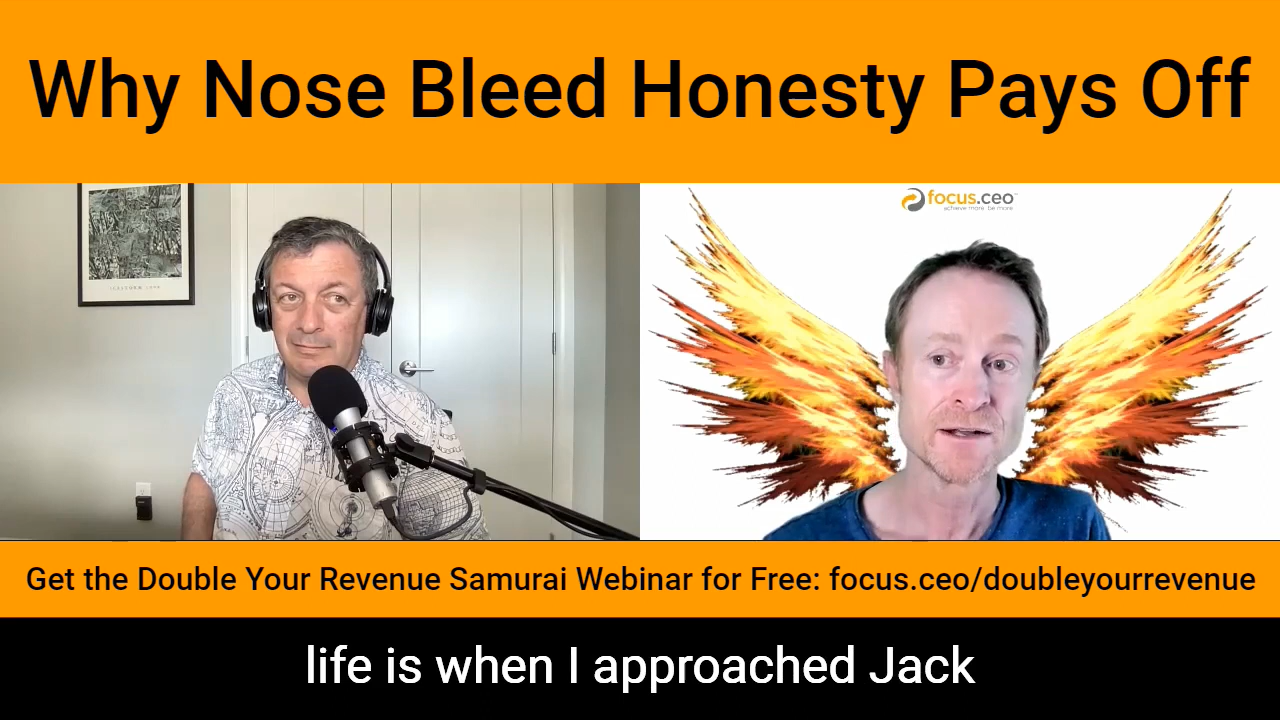 Why Nose Bleed Honesty Pays Off
focus.ceo™
achieve more. be more.
Get the Double Your Revenue Samurai Webinar for Free: focus.ceo/doubleyourrevenue
life is when I approached Jack